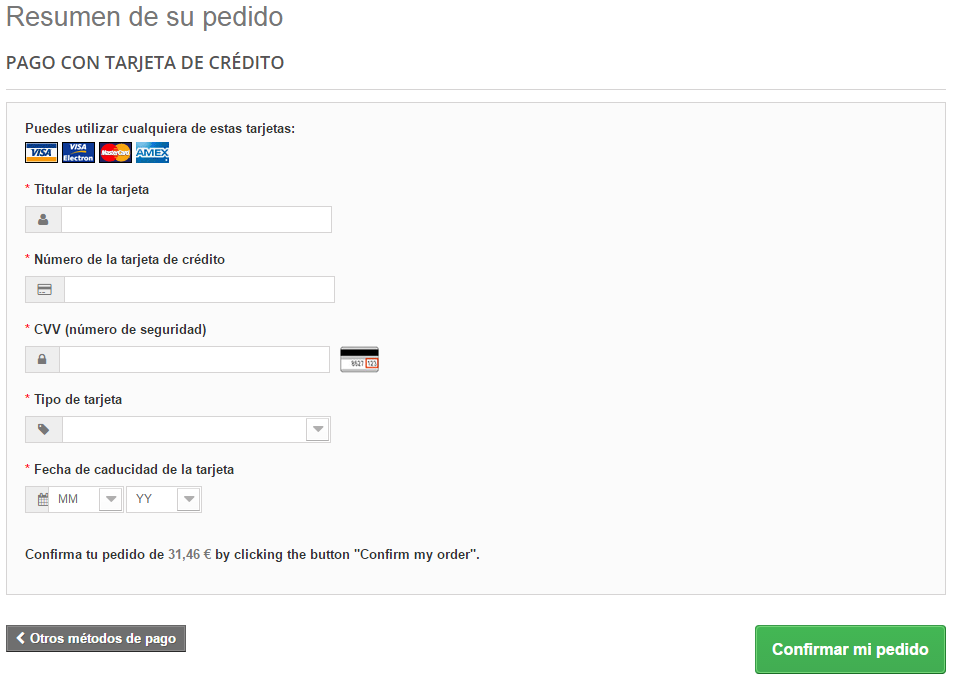 Resumen de su pedido
PAGO CON TARJETA DE CRÉDITO
Puedes utilizar cualquiera de estas tarjetas:
VISA VISA Electron MasterCard AMEX
* Titular de la tarjeta
* Número de la tarjeta de crédito
* CVV (número de seguridad)
8627 123
* Tipo de tarjeta
* Fecha de caducidad de la tarjeta
MM YY
Confirma tu pedido de 31,46 € by clicking the button "Confirm my order".
Otros métodos de pago
Confirmar mi pedido